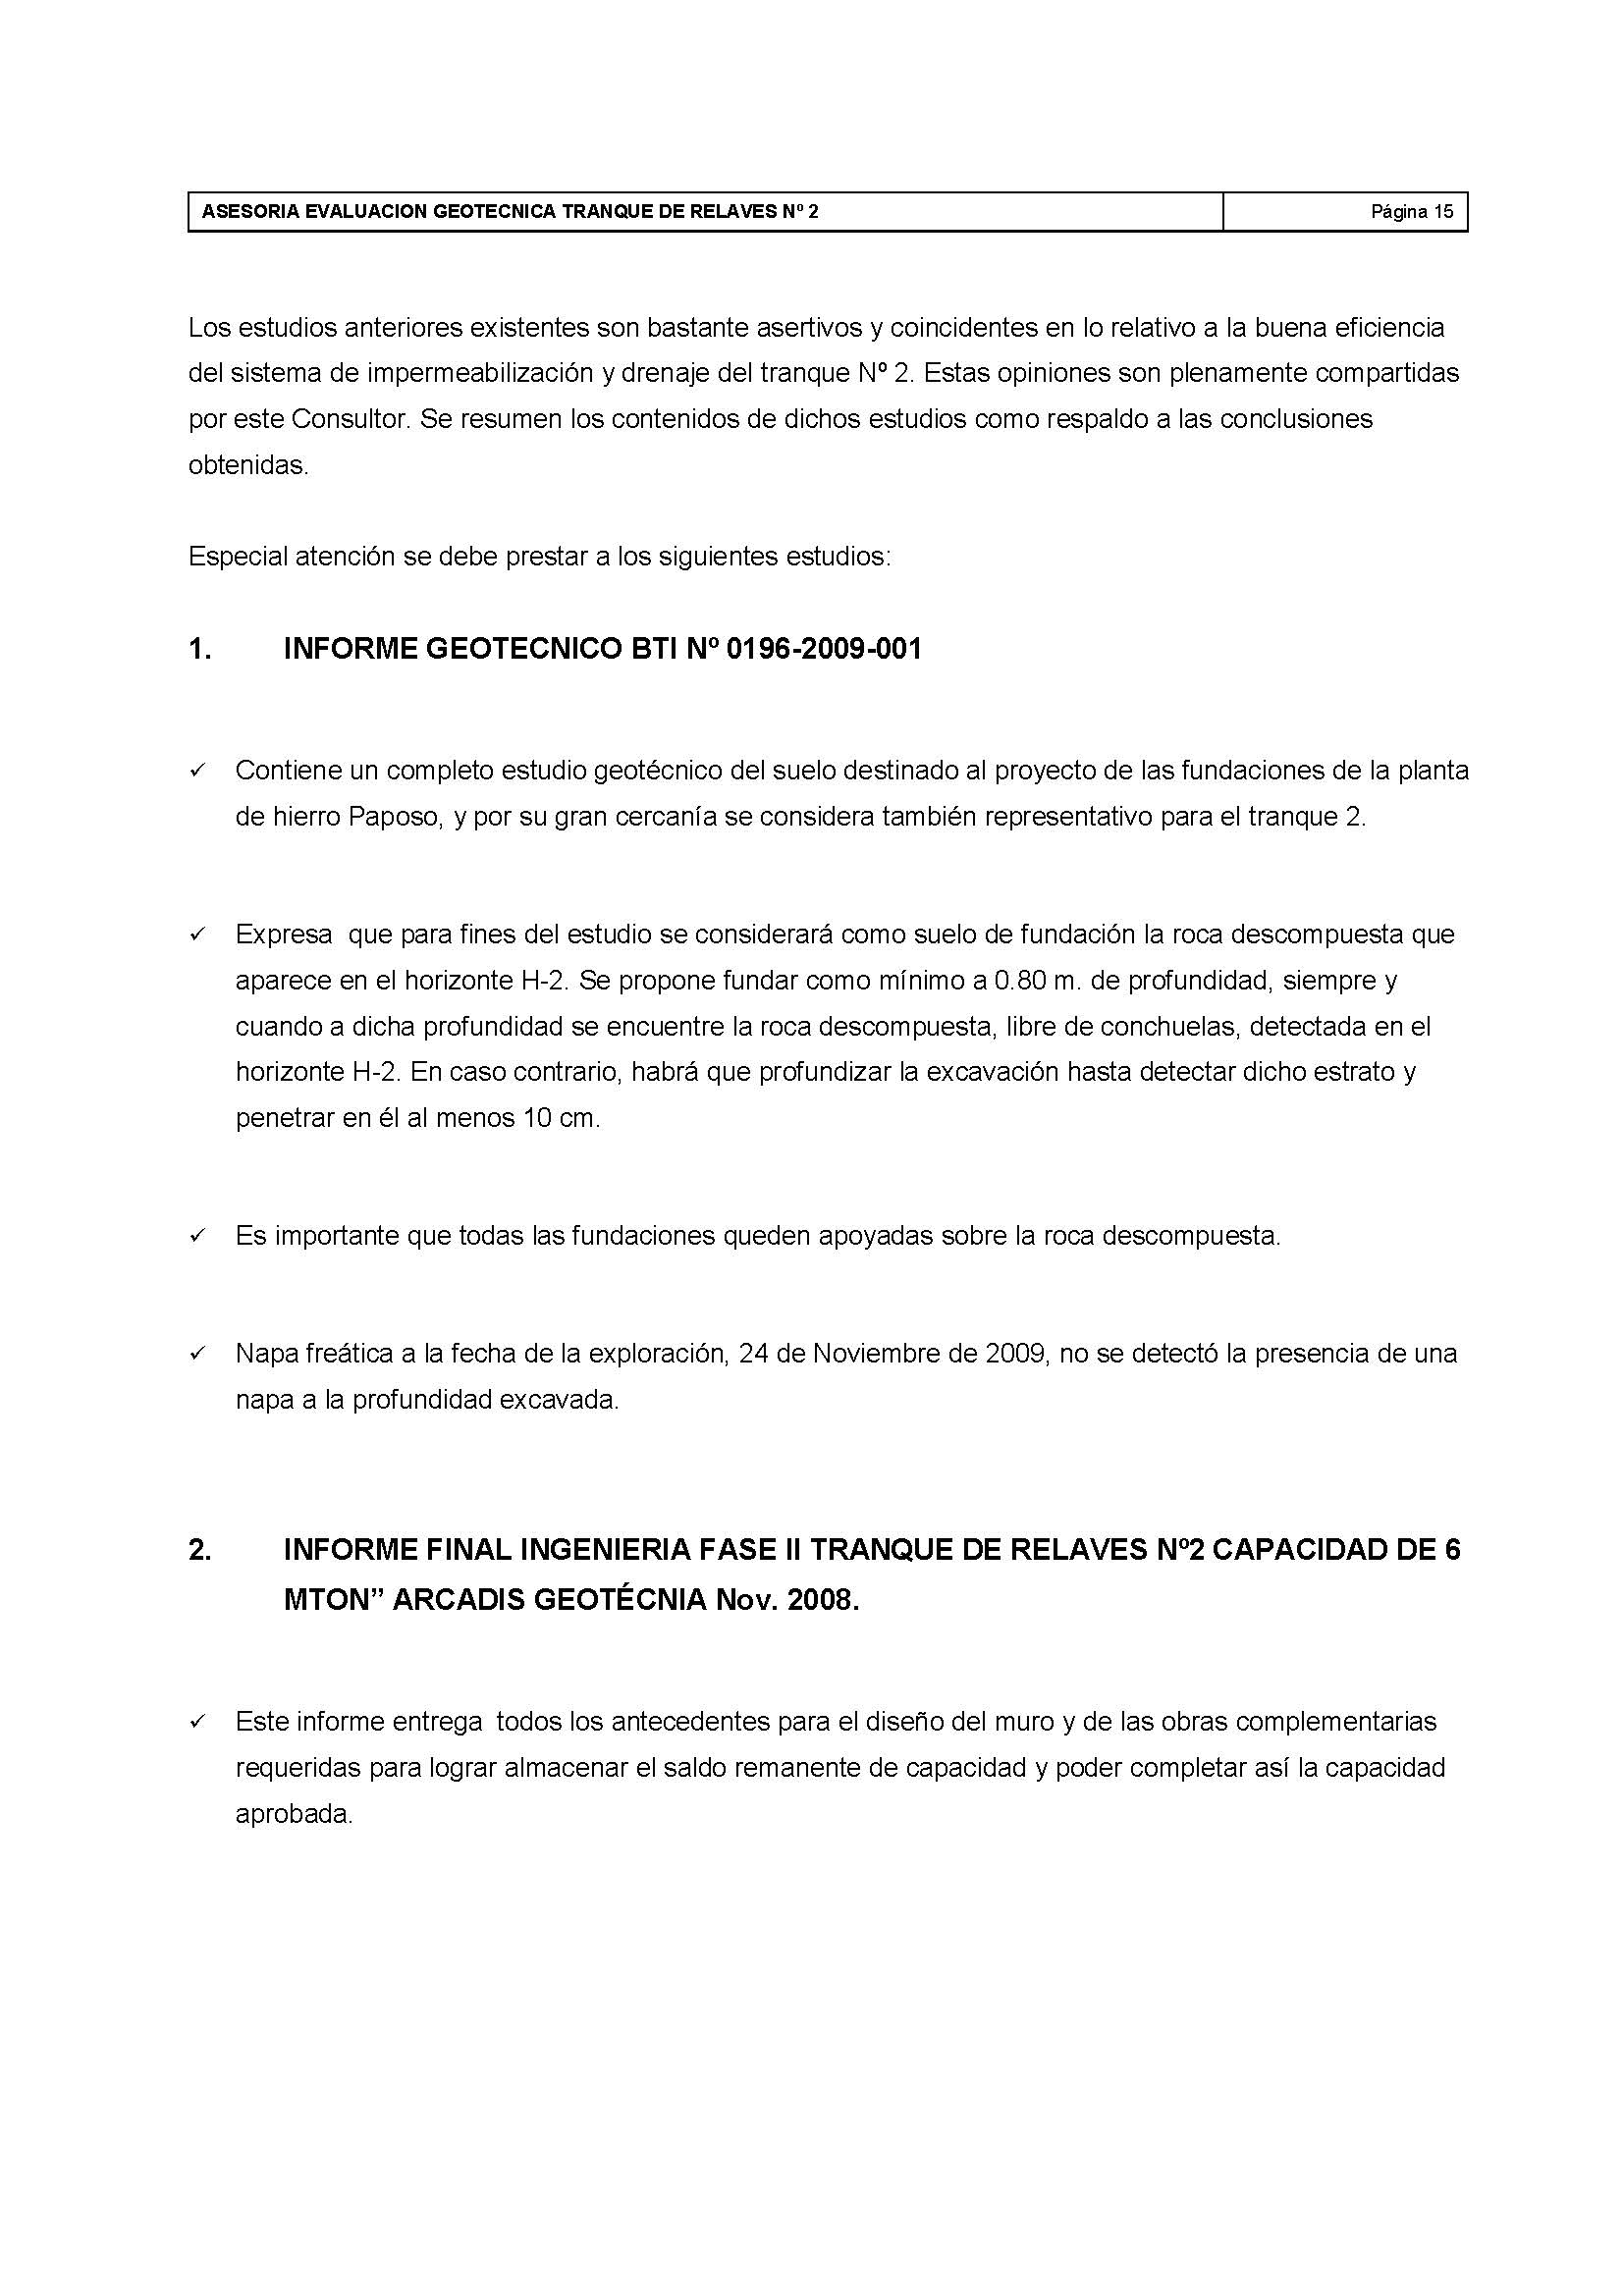 ASESORIA EVALUACION GEOTECNICA TRANQUE DE RELAVES Nº 2
Página 15
Los estudios anteriores existentes son bastante asertivos y coincidentes en lo relativo a la buena eficiencia
del sistema de impermeabilización y drenaje del tranque Nº 2. Estas opiniones son plenamente compartidas
por este Consultor. Se resumen los contenidos de dichos estudios como respaldo a las conclusiones
obtenidas.
Especial atención se debe prestar a los siguientes estudios:
1. INFORME GEOTECNICO BTI Nº 0196-2009-001
✓ Contiene un completo estudio geotécnico del suelo destinado al proyecto de las fundaciones de la planta
de hierro Paposo, y por su gran cercanía se considera también representativo para el tranque 2.
✓ Expresa  que para fines del estudio se considerará como suelo de fundación la roca descompuesta que
aparece en el horizonte H-2. Se propone fundar como mínimo a 0.80 m. de profundidad, siempre y
cuando a dicha profundidad se encuentre la roca descompuesta, libre de conchuelas, detectada en el
horizonte H-2. En caso contrario, habrá que profundizar la excavación hasta detectar dicho estrato y
penetrar en él al menos 10 cm.
✓ Es importante que todas las fundaciones queden apoyadas sobre la roca descompuesta.
✓ Napa freática a la fecha de la exploración, 24 de Noviembre de 2009, no se detectó la presencia de una
napa a la profundidad excavada.
2. INFORME FINAL INGENIERIA FASE II TRANQUE DE RELAVES Nº2 CAPACIDAD DE 6
MTON” ARCADIS GEOTÉCNIA Nov. 2008.
✓ Este informe entrega  todos los antecedentes para el diseño del muro y de las obras complementarias
requeridas para lograr almacenar el saldo remanente de capacidad y poder completar así la capacidad
aprobada.